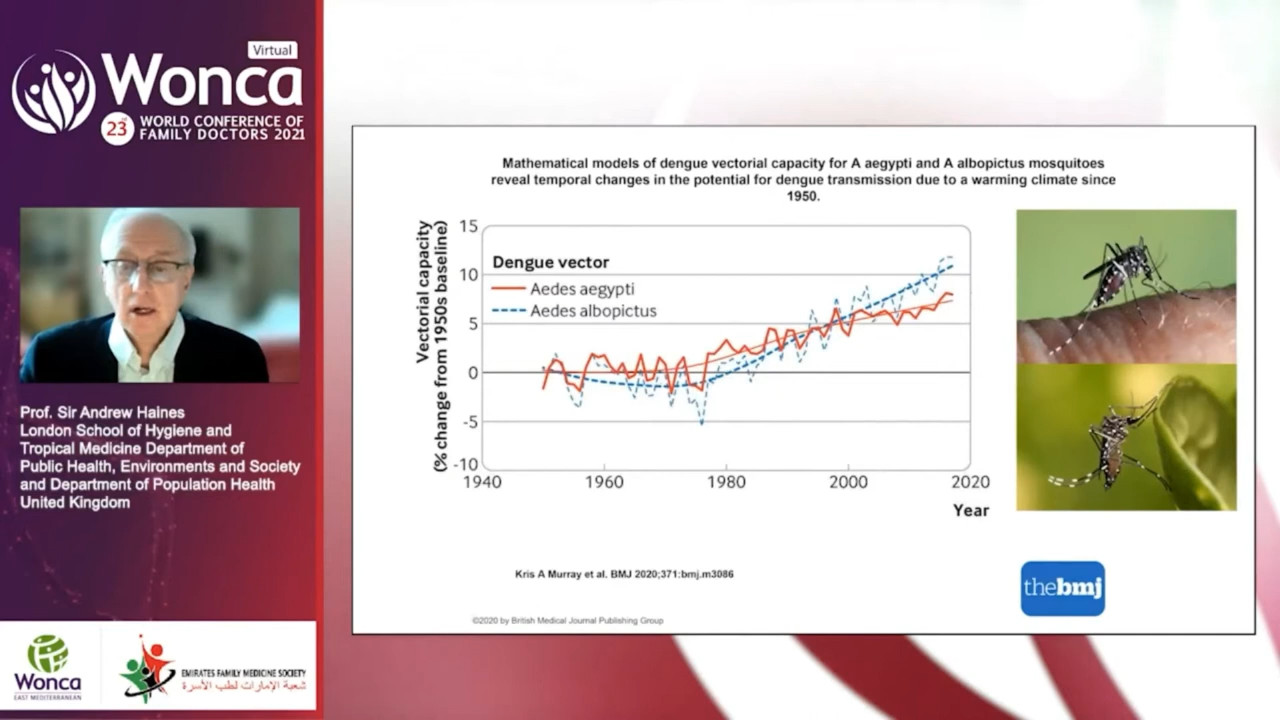 Virtual
Wonca
23rd WORLD CONFERENCE OF
FAMILY DOCTORS 2021
Prof. Sir Andrew Haines
London School of Hygiene and
Tropical Medicine Department of
Public Health, Environments and Society
and Department of Population Health
United Kingdom
Wonca
EAST MEDITERRANEAN
EMIRATES FAMILY MEDICINE SOCIETY
شعبة الإمارات لطب الأسرة
Mathematical models of dengue vectorial capacity for A aegypti and A albopictus mosquitoes
reveal temporal changes in the potential for dengue transmission due to a warming climate since
1950.
Vectorial capacity
(% change from 1950s baseline)
15
10
5
0
-5
-10
Dengue vector
Aedes aegypti
Aedes albopictus
1940
1960
1980
2000
2020
Year
Kris A Murray et al. BMJ 2020;371:bmj.m3086
©2020 by British Medical Journal Publishing Group
thebmj